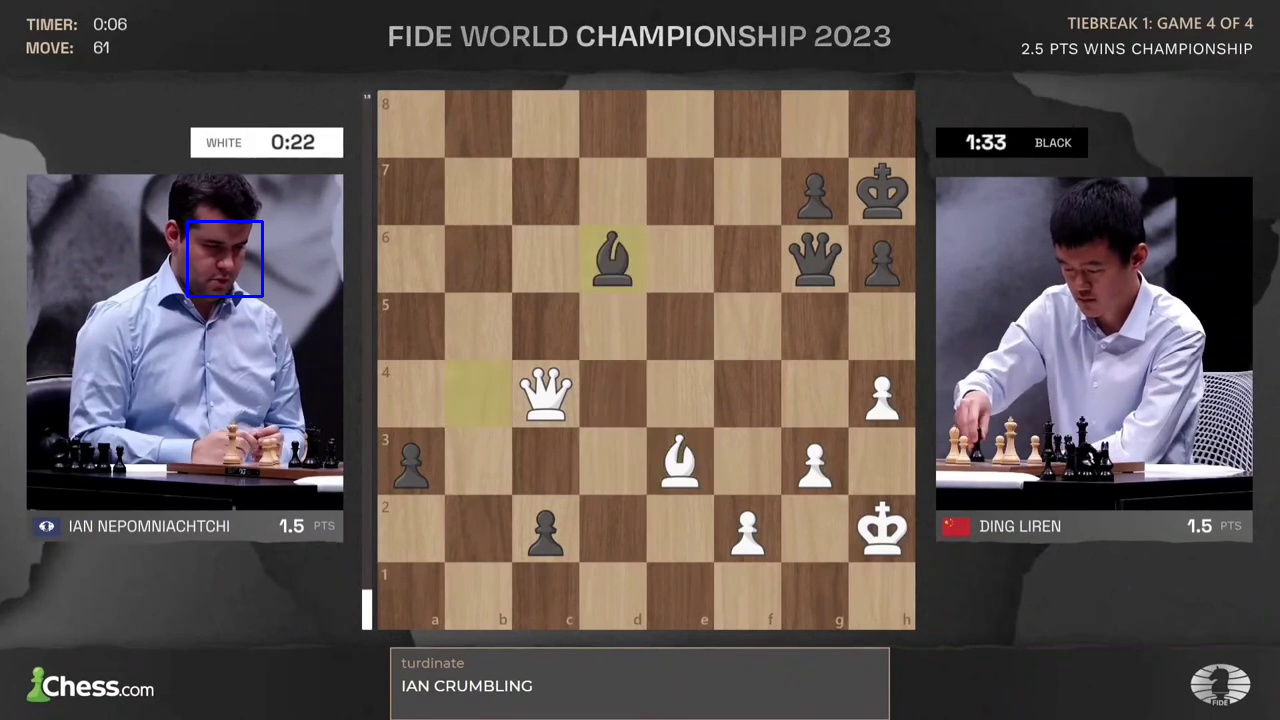 TIMER: 0:06
MOVE: 61
FIDE WORLD CHAMPIONSHIP 2023
TIEBREAK 1: GAME 4 OF 4
2.5 PTS WINS CHAMPIONSHIP
WHITE 0:22
1:33 BLACK
1.5
8
7
6
5
4
3
2
1
a b c d e f g h
IAN NEPOMNIACHTCHI 1.5 PTS
DING LIREN 1.5 PTS
turdinate
IAN CRUMBLING
Chess.com
FIDE